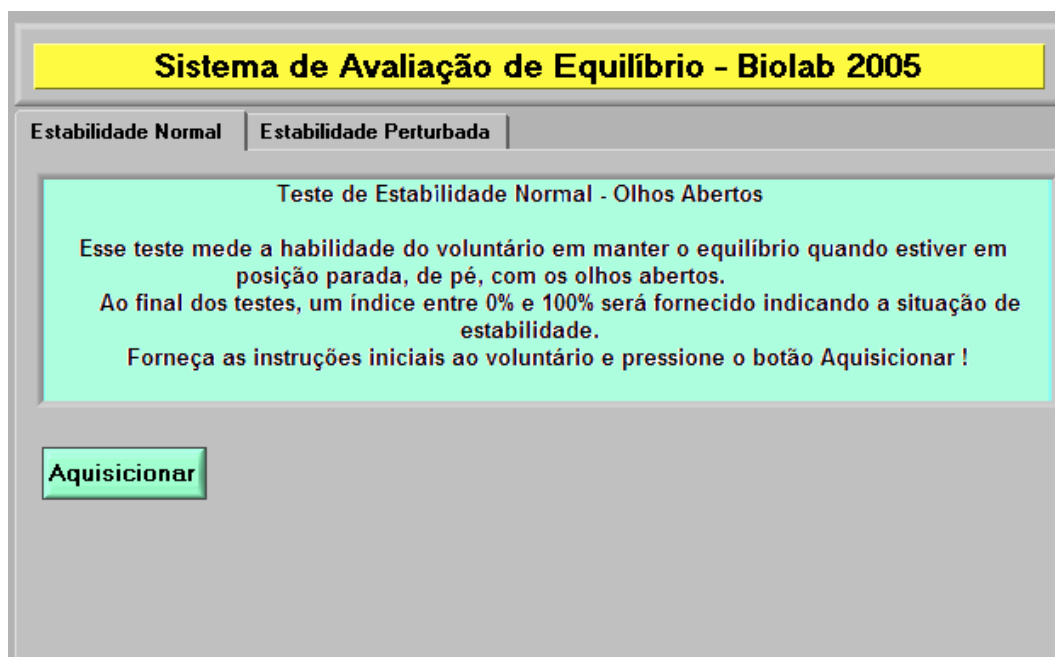 Sistema de Avaliação de Equilíbrio - Biolab 2005
Estabilidade Normal
Estabilidade Perturbada
Teste de Estabilidade Normal - Olhos Abertos
Esse teste mede a habilidade do voluntário em manter o equilíbrio quando estiver em
posição parada, de pé, com os olhos abertos.
Ao final dos testes, um índice entre 0% e 100% será fornecido indicando a situação de
estabilidade.
Forneça as instruções iniciais ao voluntário e pressione o botão Aquisicionar !
Aquisicionar